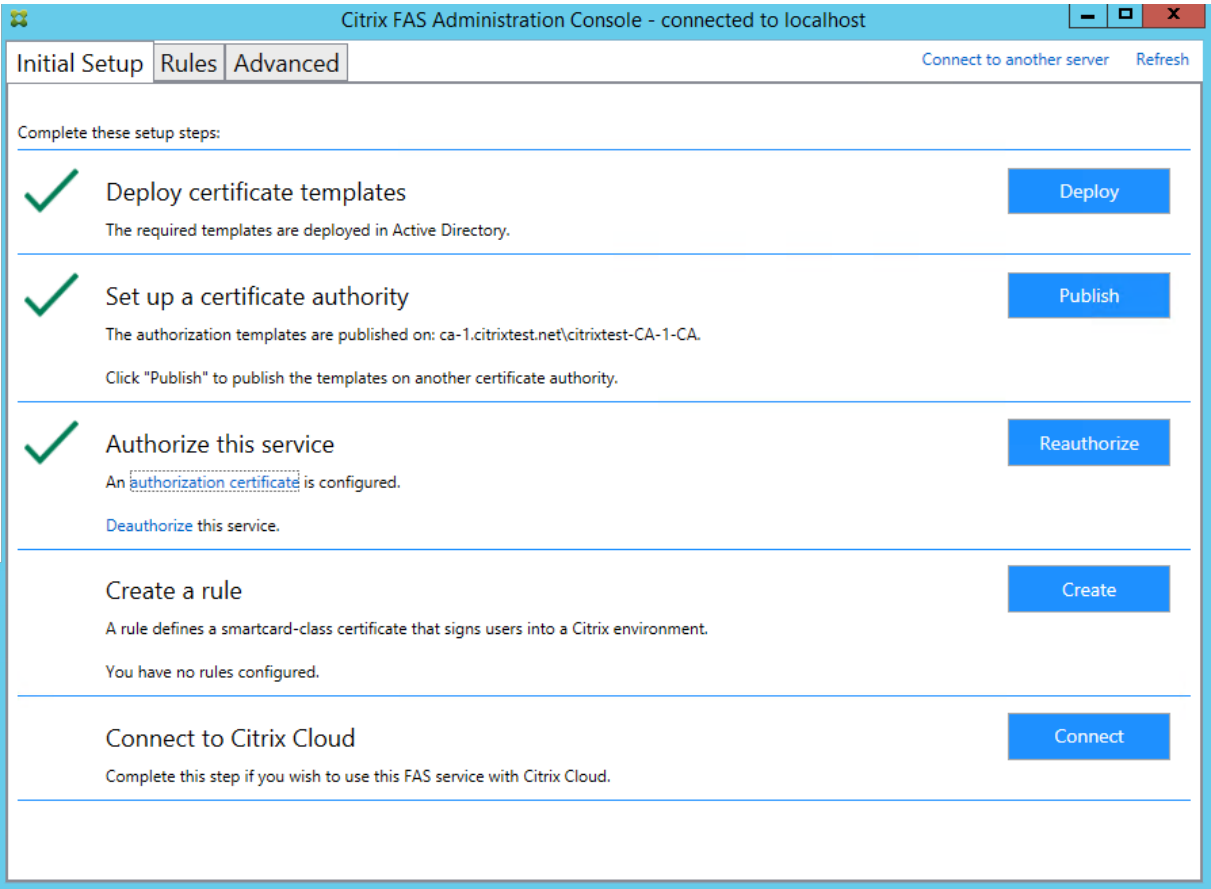 Citrix FAS Administration Console - connected to localhost
Initial Setup Rules Advanced Connect to another server Refresh
Complete these setup steps:
Deploy certificate templates Deploy
The required templates are deployed in Active Directory.
Set up a certificate authority Publish
The authorization templates are published on: ca-1.citrixtest.net\citrixtest-CA-1-CA.
Click "Publish" to publish the templates on another certificate authority.
Authorize this service Reauthorize
An authorization certificate is configured.
Deauthorize this service.
Create a rule Create
A rule defines a smartcard-class certificate that signs users into a Citrix environment.
You have no rules configured.
Connect to Citrix Cloud Connect
Complete this step if you wish to use this FAS service with Citrix Cloud.